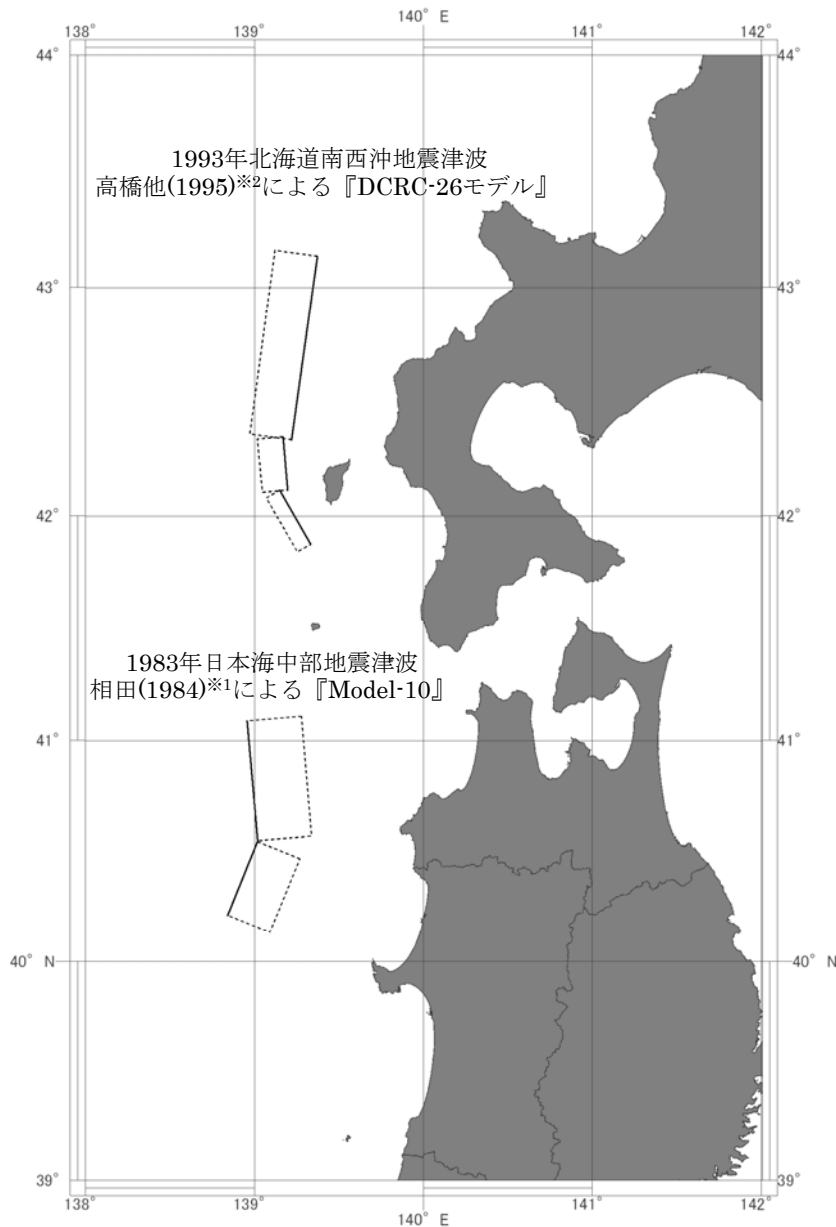 140° E
138° 139° 141° 142°
44° 44°
1993年北海道南西沖地震津波
高橋他(1995)※2による『DCRC-26モデル』
43° 43°
42° 42°
1983年日本海中部地震津波
相田(1984)※1による『Model-10』
41° 41°
40° N 40° N
39° 39°
138° 139° 141° 142°
140° E